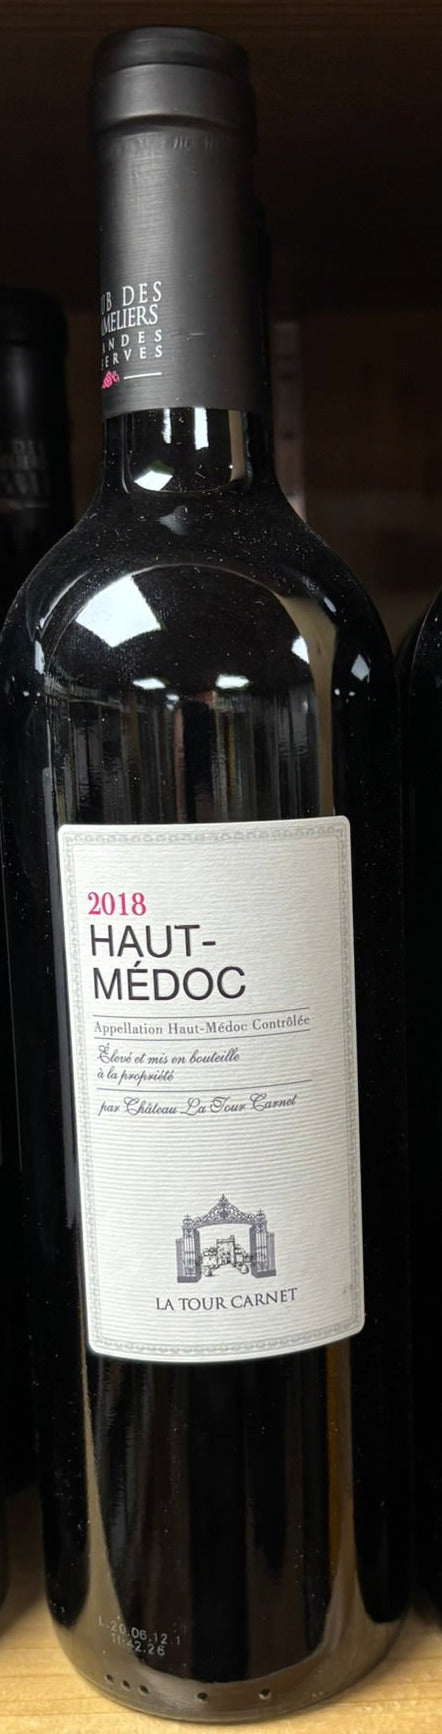 DES
2018
HAUT-
MÉDOC
Appellation Haut-Médoc Contrôlée
Élevé et mis en bouteille
à la propriété
par Château La Tour Carnet
LA TOUR CARNET
L.20.06.12.1
11:42.26